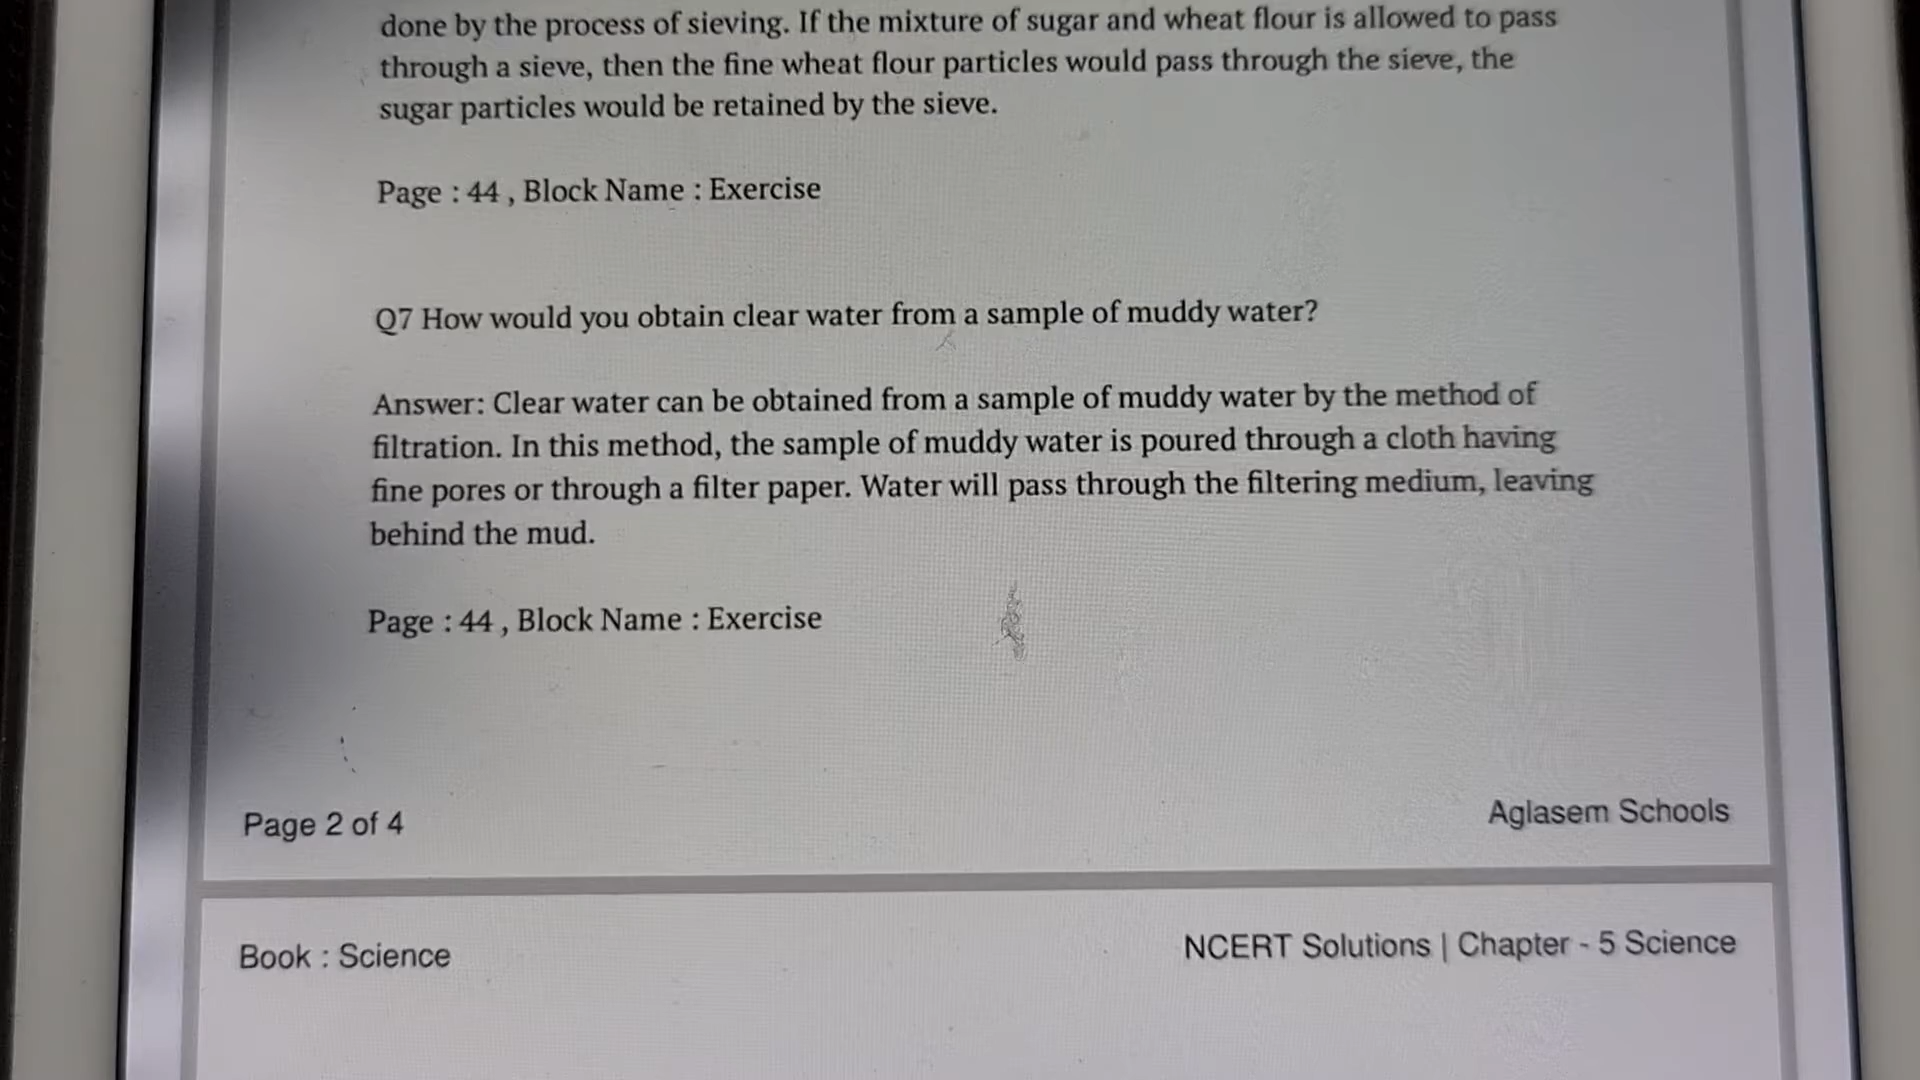 done by the process of sieving. If the mixture of sugar and wheat flour is allowed to pass
through a sieve, then the fine wheat flour particles would pass through the sieve, the
sugar particles would be retained by the sieve.
Page : 44 , Block Name : Exercise
Q7 How would you obtain clear water from a sample of muddy water?
Answer: Clear water can be obtained from a sample of muddy water by the method of
filtration. In this method, the sample of muddy water is poured through a cloth having
fine pores or through a filter paper. Water will pass through the filtering medium, leaving
behind the mud.
Page : 44 , Block Name : Exercise
Page 2 of 4
Aglasem Schools
Book : Science
NCERT Solutions | Chapter - 5 Science